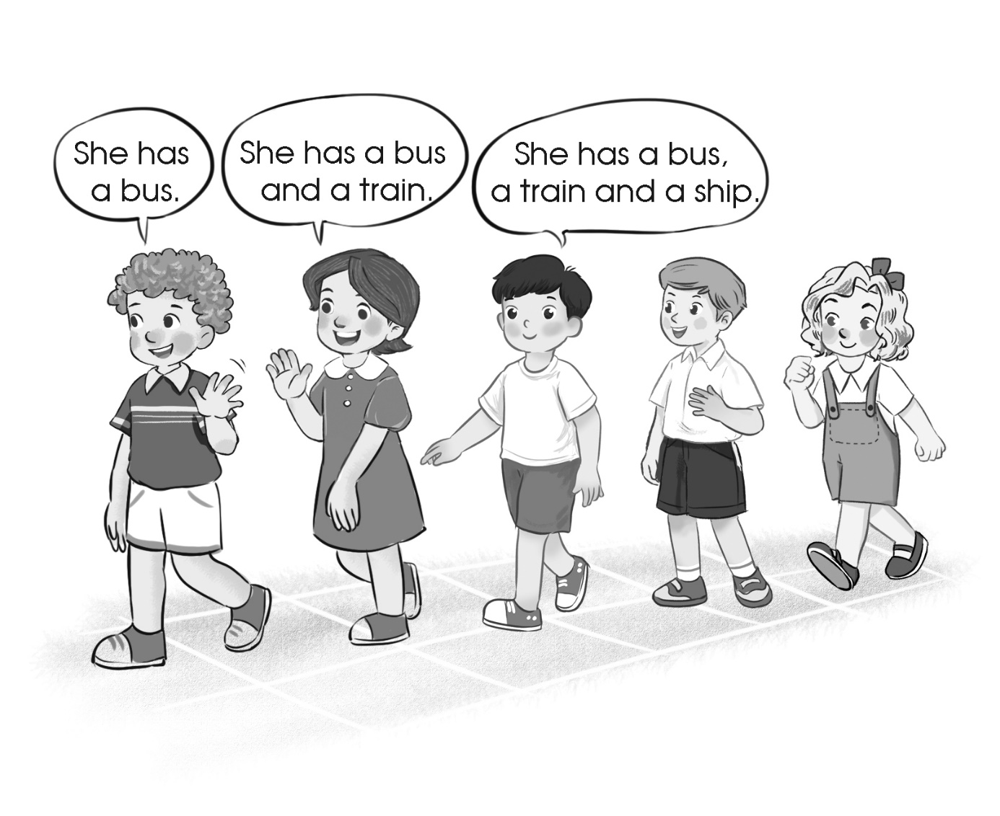 She has
a bus.
She has a bus
and a train.
She has a bus,
a train and a ship.